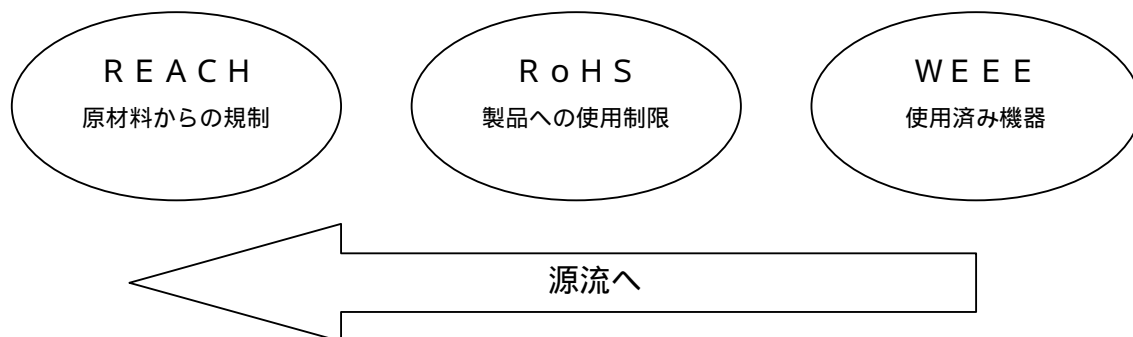 ＲＥＡＣＨ
原材料からの規制
ＲｏＨＳ
製品への使用制限
ＷＥＥＥ
使用済み機器
源流へ